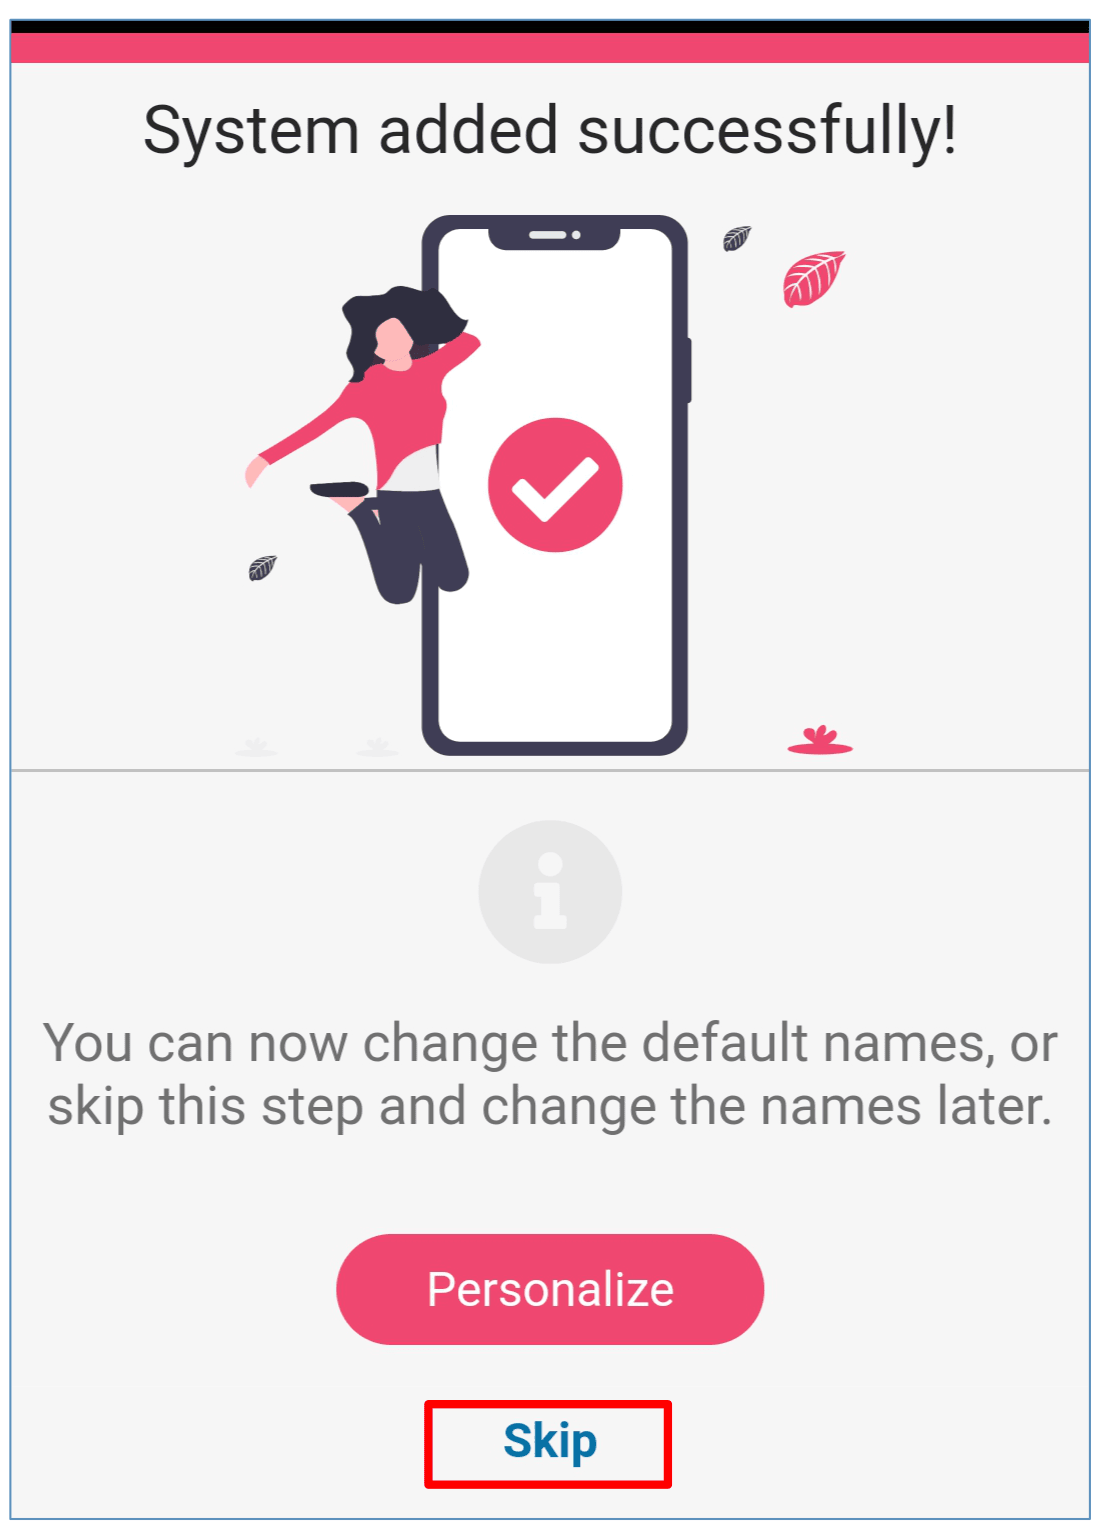 System added successfully!
You can now change the default names, or
skip this step and change the names later.
Personalize
Skip